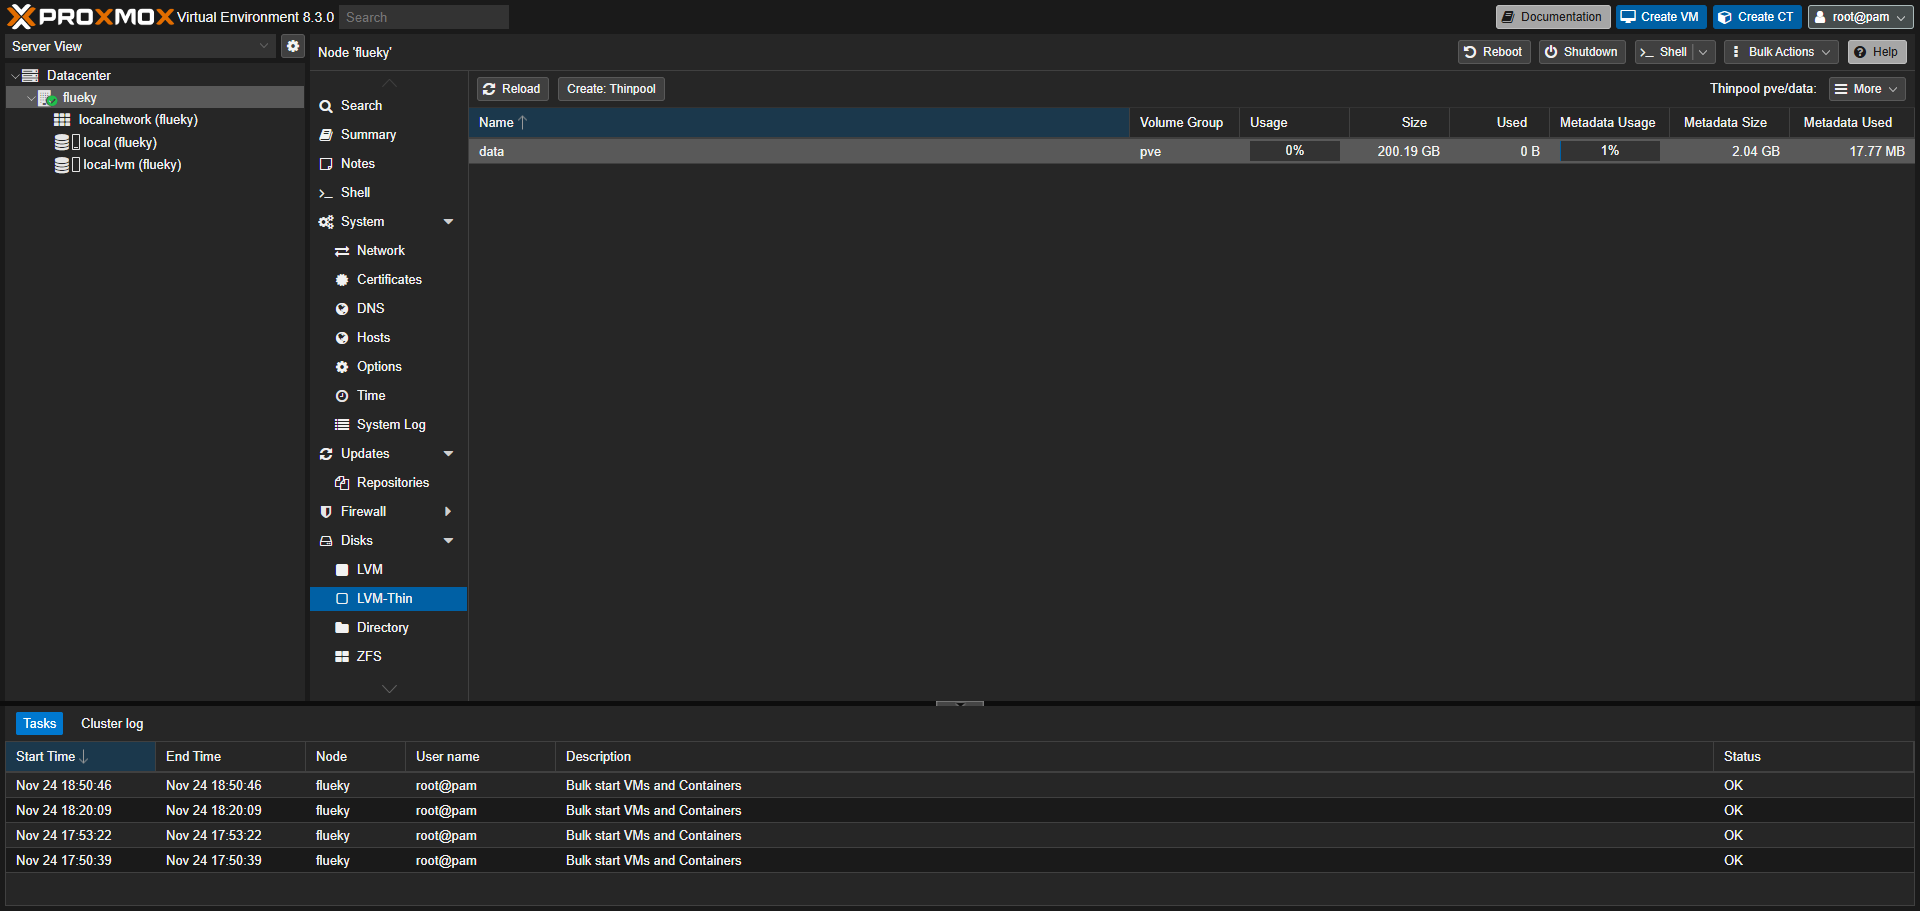 PROXMOX Virtual Environment 8.3.0 Search Documentation Create VM Create CT root@pam
Server View
Node 'flueky' Reboot Shutdown >_ Shell Bulk Actions Help
Datacenter
flueky
localnetwork (flueky)
local (flueky)
local-lvm (flueky)
Search
Summary
Notes
>_ Shell
System
Network
Certificates
DNS
Hosts
Options
Time
System Log
Updates
Repositories
Firewall
Disks
LVM
LVM-Thin
Directory
ZFS
Reload Create: Thinpool Thinpool pve/data: More
Name Volume Group Usage Size Used Metadata Usage Metadata Size Metadata Used
data pve 0% 200.19 GB 0 B 1% 2.04 GB 17.77 MB
Tasks Cluster log
Start Time End Time Node User name Description Status
Nov 24 18:50:46 Nov 24 18:50:46 flueky root@pam Bulk start VMs and Containers OK
Nov 24 18:20:09 Nov 24 18:20:09 flueky root@pam Bulk start VMs and Containers OK
Nov 24 17:53:22 Nov 24 17:53:22 flueky root@pam Bulk start VMs and Containers OK
Nov 24 17:50:39 Nov 24 17:50:39 flueky root@pam Bulk start VMs and Containers OK